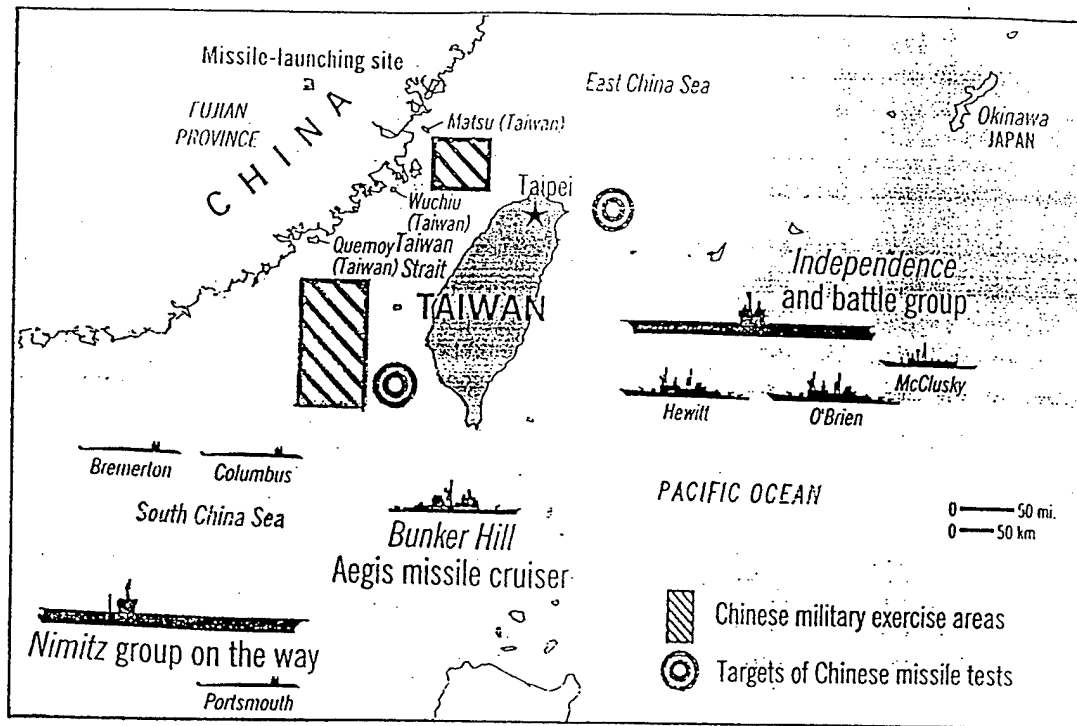 Missile-launching site
East China Sea
FUJIAN
PROVINCE
CHINA
Matsu (Taiwan)
Okinawa
JAPAN
Taipei
Wuchiu
(Taiwan)
Quemoy
(Taiwan)
Taiwan
Strait
TAIWAN
Independence
and battle group
McClusky
Hewitt
O'Brien
Bremerton
Columbus
South China Sea
Bunker Hill
Aegis missile cruiser
PACIFIC OCEAN
0 50 mi.
0 50 km
Nimitz group on the way
Portsmouth
Chinese military exercise areas
Targets of Chinese missile tests